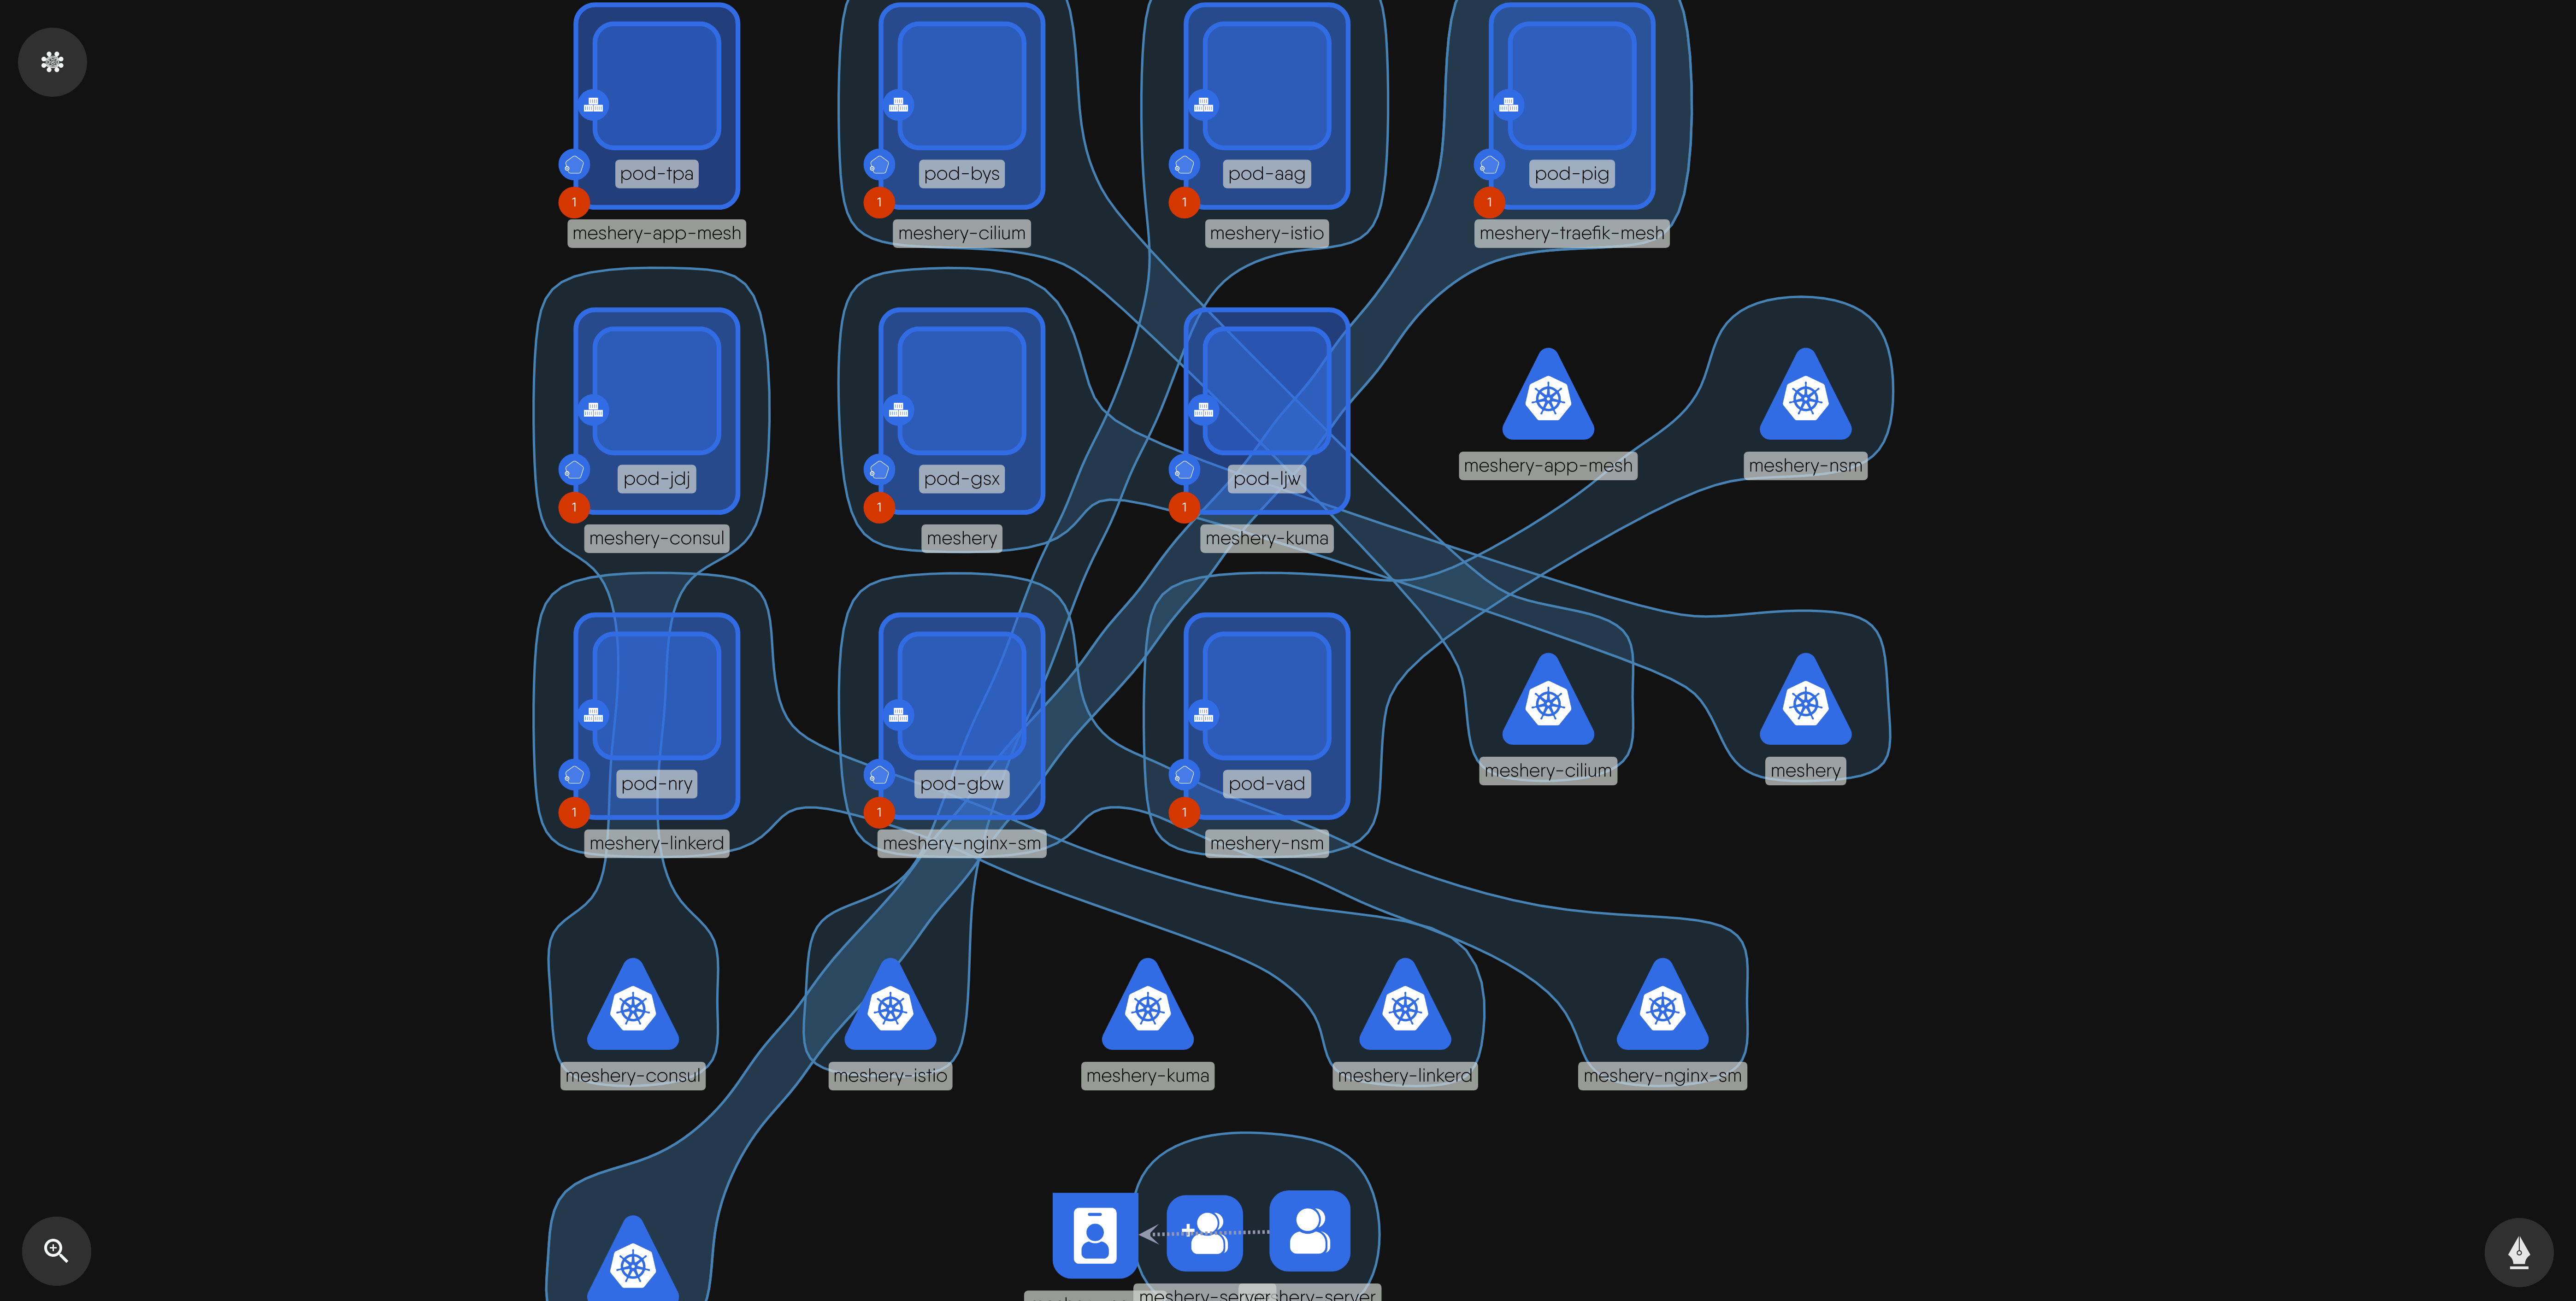 pod-tpa
pod-bys
pod-aag
pod-pig
1
1
1
1
meshery-app-mesh
meshery-cilium
meshery-istio
meshery-traefik-mesh
pod-jdj
pod-gsx
pod-ljw
meshery-app-mesh
meshery-nsm
1
1
1
meshery-consul
meshery
meshery-kuma
pod-nry
pod-gbw
pod-vad
meshery-cilium
meshery
1
1
1
meshery-linkerd
meshery-nginx-sm
meshery-nsm
meshery-consul
meshery-istio
meshery-kuma
meshery-linkerd
meshery-nginx-sm
meshery-server